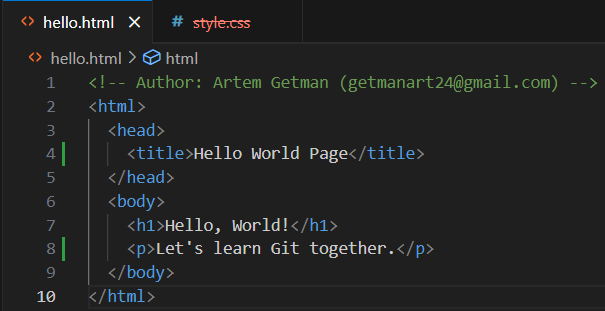 hello.html
# style.css
hello.html > html
1 <!-- Author: Artem Getman (getmanart24@gmail.com) -->
2 <html>
3 <head>
4 <title>Hello World Page</title>
5 </head>
6 <body>
7 <h1>Hello, World!</h1>
8 <p>Let's learn Git together.</p>
9 </body>
10 </html>